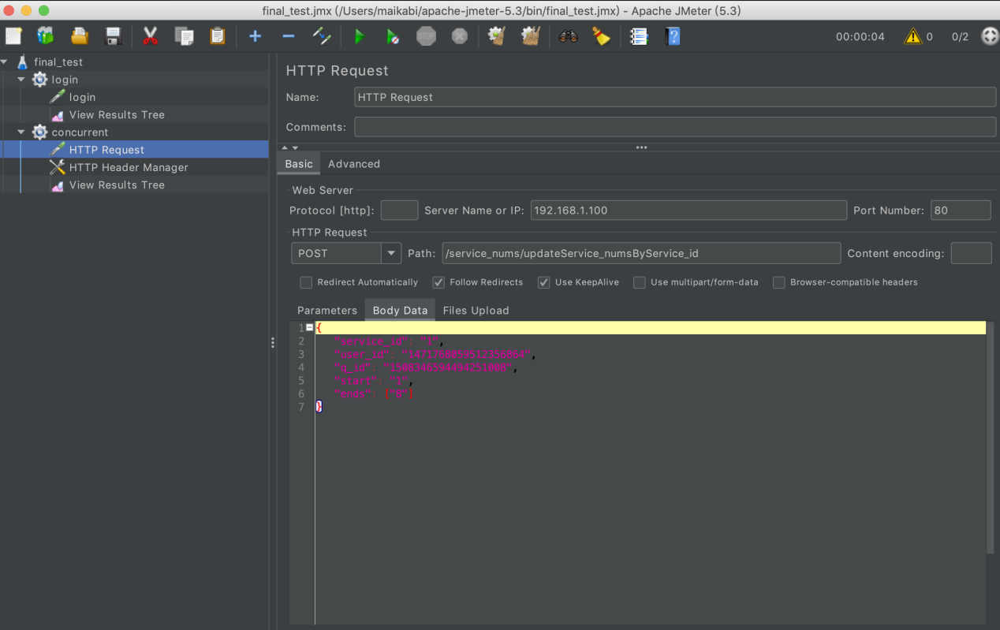 final_test.jmx (/Users/maikabi/apache-jmeter-5.3/bin/final_test.jmx) - Apache JMeter (5.3)
STOP
00:00:04
0
0/2
final_test
login
login
View Results Tree
concurrent
HTTP Request
HTTP Header Manager
View Results Tree
HTTP Request
Name: HTTP Request
Comments:
Basic Advanced
Web Server
Protocol [http]: Server Name or IP: 192.168.1.100 Port Number: 80
HTTP Request
POST Path: /service_nums/updateService_numsByService_id Content encoding:
Redirect Automatically Follow Redirects Use KeepAlive Use multipart/form-data Browser-compatible headers
Parameters Body Data Files Upload
1 {
2 "service_id": "1",
3 "user_id": "1471768059512356864",
4 "q_id": "1508346594494251008",
5 "start": "1",
6 "ends": ["8"]
7 }